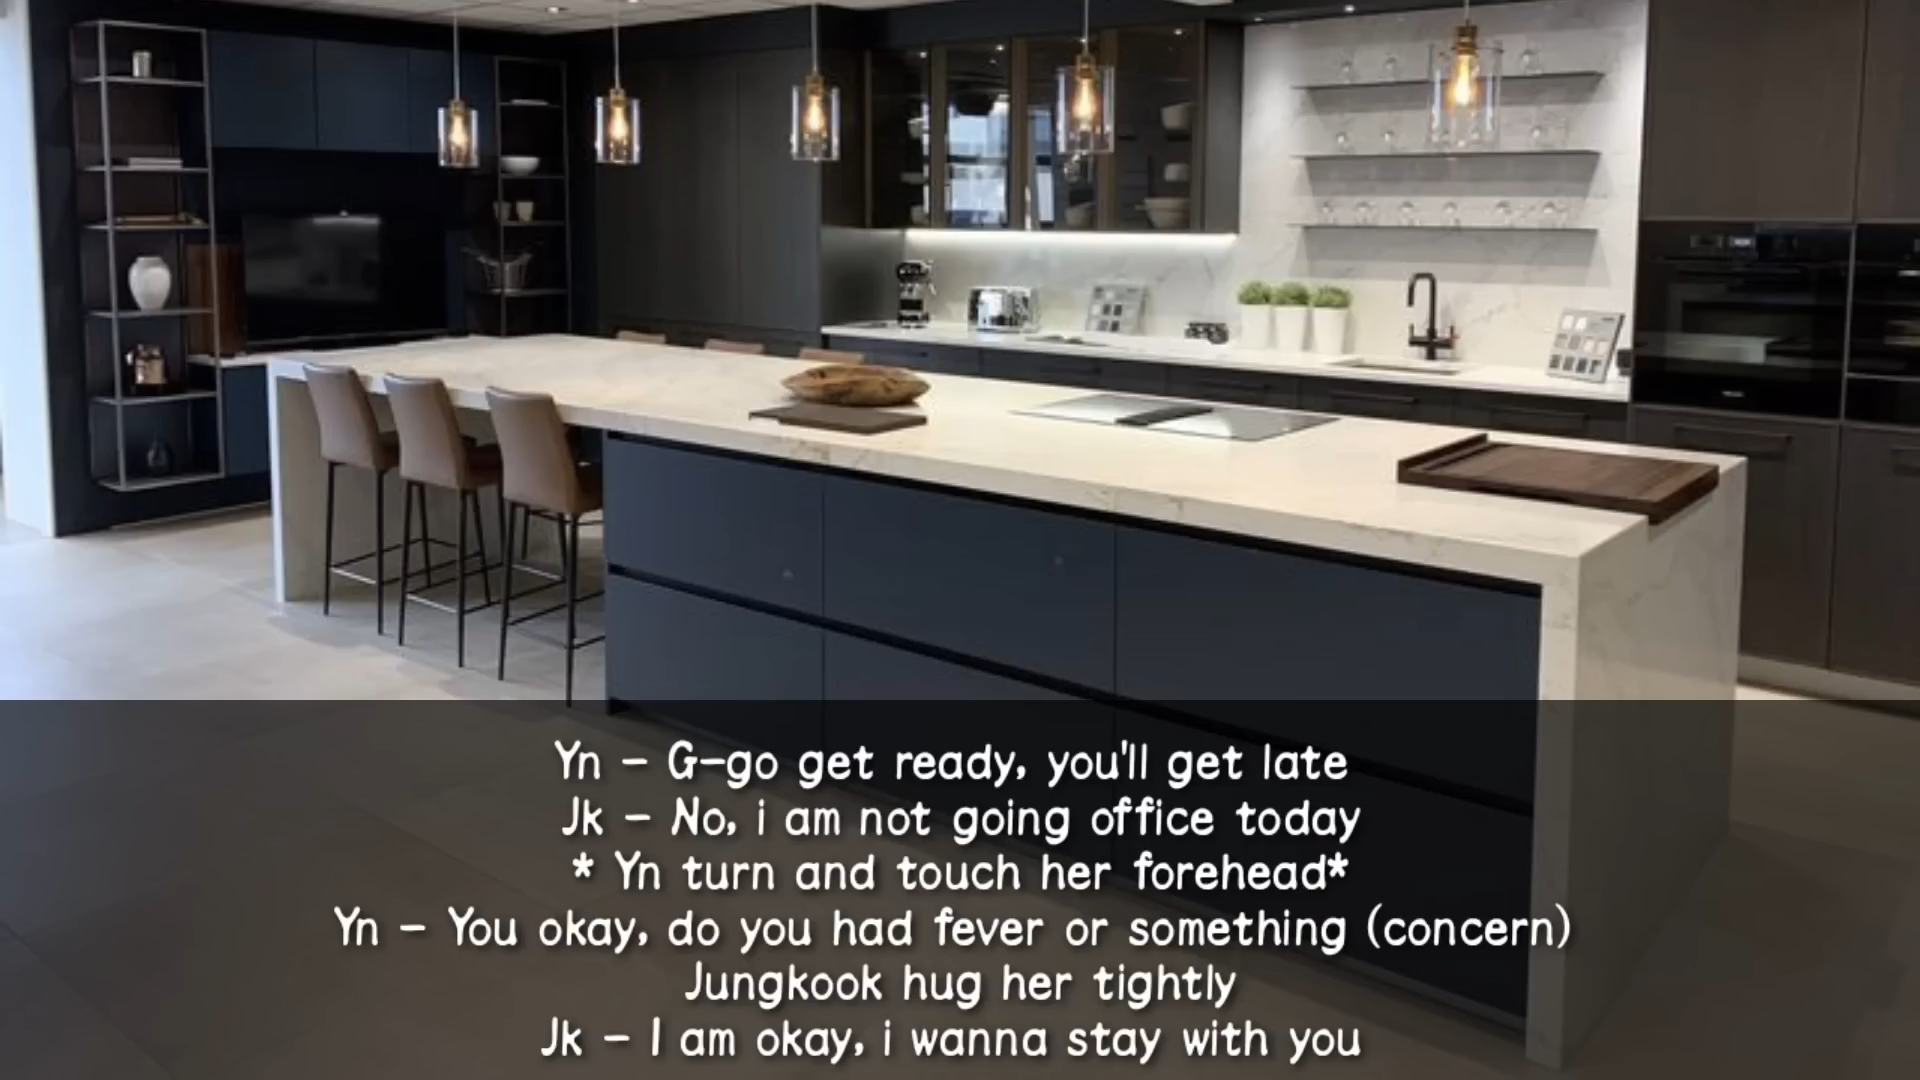 Yn - G-go get ready, you'll get late
Jk - No, i am not going office today
* Yn turn and touch her forehead*
Yn - You okay, do you had fever or something (concern)
Jungkook hug her tightly
Jk - I am okay, i wanna stay with you